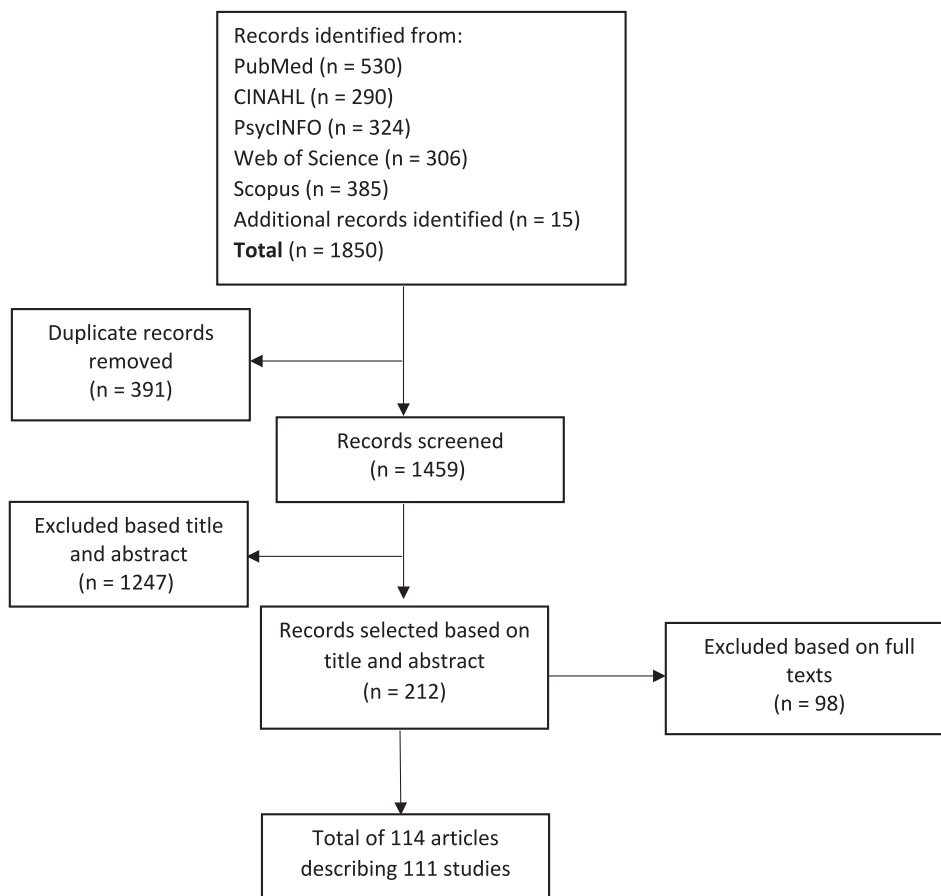 Records identified from:
PubMed (n = 530)
CINAHL (n = 290)
PsycINFO (n = 324)
Web of Science (n = 306)
Scopus (n = 385)
Additional records identified (n = 15)
Total (n = 1850)
Duplicate records
removed
(n = 391)
Records screened
(n = 1459)
Excluded based title
and abstract
(n = 1247)
Records selected based on
title and abstract
(n = 212)
Excluded based on full
texts
(n = 98)
Total of 114 articles
describing 111 studies